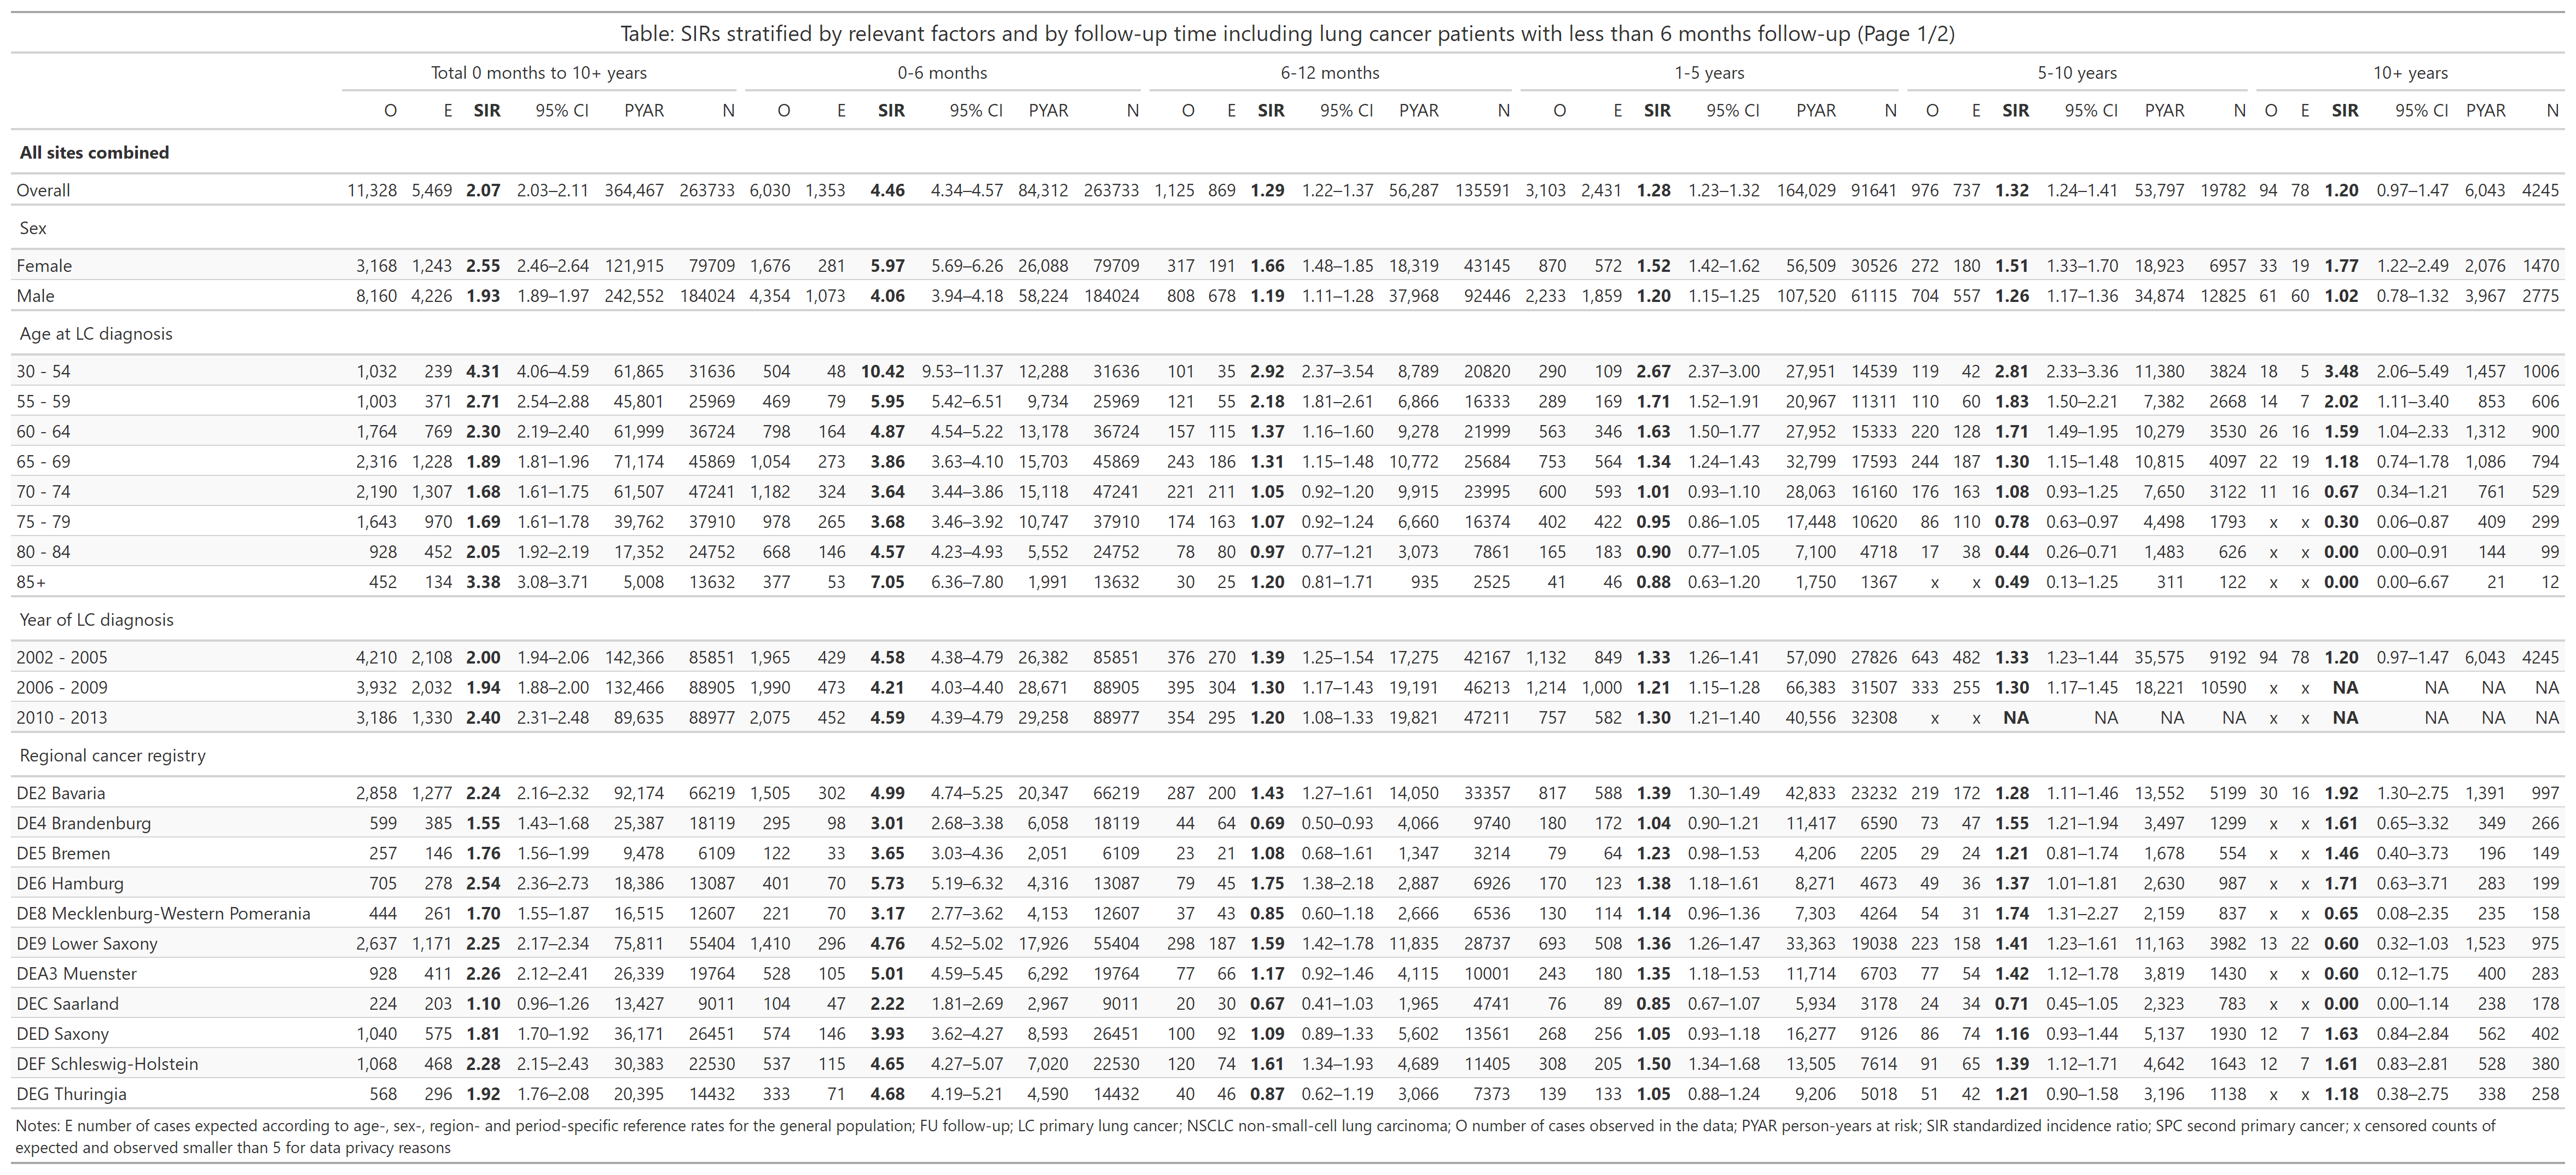 Table: SIRs stratified by relevant factors and by follow-up time including lung cancer patients with less than 6 months follow-up (Page 1/2)
Total 0 months to 10+ years 0-6 months 6-12 months 1-5 years 5-10 years 10+ years
O E SIR 95% CI PYAR N O E SIR 95% CI PYAR N O E SIR 95% CI PYAR N O E SIR 95% CI PYAR N O E SIR 95% CI PYAR N O E SIR 95% CI PYAR N
All sites combined
Overall 11,328 5,469 2.07 2.03–2.11 364,467 263733 6,030 1,353 4.46 4.34–4.57 84,312 263733 1,125 869 1.29 1.22–1.37 56,287 135591 3,103 2,431 1.28 1.23–1.32 164,029 91641 976 737 1.32 1.24–1.41 53,797 19782 94 78 1.20 0.97–1.47 6,043 4245
Sex
Female 3,168 1,243 2.55 2.46–2.64 121,915 79709 1,676 281 5.97 5.69–6.26 26,088 79709 317 191 1.66 1.48–1.85 18,319 43145 870 572 1.52 1.42–1.62 56,509 30526 272 180 1.51 1.33–1.70 18,923 6957 33 19 1.77 1.22–2.49 2,076 1470
Male 8,160 4,226 1.93 1.89–1.97 242,552 184024 4,354 1,073 4.06 3.94–4.18 58,224 184024 808 678 1.19 1.11–1.28 37,968 92446 2,233 1,859 1.20 1.15–1.25 107,520 61115 704 557 1.26 1.17–1.36 34,874 12825 61 60 1.02 0.78–1.32 3,967 2775
Age at LC diagnosis
30 - 54 1,032 239 4.31 4.06–4.59 61,865 31636 504 48 10.42 9.53–11.37 12,288 31636 101 35 2.92 2.37–3.54 8,789 20820 290 109 2.67 2.37–3.00 27,951 14539 119 42 2.81 2.33–3.36 11,380 3824 18 5 3.48 2.06–5.49 1,457 1006
55 - 59 1,003 371 2.71 2.54–2.88 45,801 25969 469 79 5.95 5.42–6.51 9,734 25969 121 55 2.18 1.81–2.61 6,866 16333 289 169 1.71 1.52–1.91 20,967 11311 110 60 1.83 1.50–2.21 7,382 2668 14 7 2.02 1.11–3.40 853 606
60 - 64 1,764 769 2.30 2.19–2.40 61,999 36724 798 164 4.87 4.54–5.22 13,178 36724 157 115 1.37 1.16–1.60 9,278 21999 563 346 1.63 1.50–1.77 27,952 15333 220 128 1.71 1.49–1.95 10,279 3530 26 16 1.59 1.04–2.33 1,312 900
65 - 69 2,316 1,228 1.89 1.81–1.96 71,174 45869 1,054 273 3.86 3.63–4.10 15,703 45869 243 186 1.31 1.15–1.48 10,772 25684 753 564 1.34 1.24–1.43 32,799 17593 244 187 1.30 1.15–1.48 10,815 4097 22 19 1.18 0.74–1.78 1,086 794
70 - 74 2,190 1,307 1.68 1.61–1.75 61,507 47241 1,182 324 3.64 3.44–3.86 15,118 47241 221 211 1.05 0.92–1.20 9,915 23995 600 593 1.01 0.93–1.10 28,063 16160 176 163 1.08 0.93–1.25 7,650 3122 11 16 0.67 0.34–1.21 761 529
75 - 79 1,643 970 1.69 1.61–1.78 39,762 37910 978 265 3.68 3.46–3.92 10,747 37910 174 163 1.07 0.92–1.24 6,660 16374 402 422 0.95 0.86–1.05 17,448 10620 86 110 0.78 0.63–0.97 4,498 1793 x x 0.30 0.06–0.87 409 299
80 - 84 928 452 2.05 1.92–2.19 17,352 24752 668 146 4.57 4.23–4.93 5,552 24752 78 80 0.97 0.77–1.21 3,073 7861 165 183 0.90 0.77–1.05 7,100 4718 17 38 0.44 0.26–0.71 1,483 626 x x 0.00 0.00–0.91 144 99
85+ 452 134 3.38 3.08–3.71 5,008 13632 377 53 7.05 6.36–7.80 1,991 13632 30 25 1.20 0.81–1.71 935 2525 41 46 0.88 0.63–1.20 1,750 1367 x x 0.49 0.13–1.25 311 122 x x 0.00 0.00–6.67 21 12
Year of LC diagnosis
2002 - 2005 4,210 2,108 2.00 1.94–2.06 142,366 85851 1,965 429 4.58 4.38–4.79 26,382 85851 376 270 1.39 1.25–1.54 17,275 42167 1,132 849 1.33 1.26–1.41 57,090 27826 643 482 1.33 1.23–1.44 35,575 9192 94 78 1.20 0.97–1.47 6,043 4245
2006 - 2009 3,932 2,032 1.94 1.88–2.00 132,466 88905 1,990 473 4.21 4.03–4.40 28,671 88905 395 304 1.30 1.17–1.43 19,191 46213 1,214 1,000 1.21 1.15–1.28 66,383 31507 333 255 1.30 1.17–1.45 18,221 10590 x x NA NA NA NA
2010 - 2013 3,186 1,330 2.40 2.31–2.48 89,635 88977 2,075 452 4.59 4.39–4.79 29,258 88977 354 295 1.20 1.08–1.33 19,821 47211 757 582 1.30 1.21–1.40 40,556 32308 x x NA NA NA NA x x NA NA NA NA
Regional cancer registry
DE2 Bavaria 2,858 1,277 2.24 2.16–2.32 92,174 66219 1,505 302 4.99 4.74–5.25 20,347 66219 287 200 1.43 1.27–1.61 14,050 33357 817 588 1.39 1.30–1.49 42,833 23232 219 172 1.28 1.11–1.46 13,552 5199 30 16 1.92 1.30–2.75 1,391 997
DE4 Brandenburg 599 385 1.55 1.43–1.68 25,387 18119 295 98 3.01 2.68–3.38 6,058 18119 44 64 0.69 0.50–0.93 4,066 9740 180 172 1.04 0.90–1.21 11,417 6590 73 47 1.55 1.21–1.94 3,497 1299 x x 1.61 0.65–3.32 349 266
DE5 Bremen 257 146 1.76 1.56–1.99 9,478 6109 122 33 3.65 3.03–4.36 2,051 6109 23 21 1.08 0.68–1.61 1,347 3214 79 64 1.23 0.98–1.53 4,206 2205 29 24 1.21 0.81–1.74 1,678 554 x x 1.46 0.40–3.73 196 149
DE6 Hamburg 705 278 2.54 2.36–2.73 18,386 13087 401 70 5.73 5.19–6.32 4,316 13087 79 45 1.75 1.38–2.18 2,887 6926 170 123 1.38 1.18–1.61 8,271 4673 49 36 1.37 1.01–1.81 2,630 987 x x 1.71 0.63–3.71 283 199
DE8 Mecklenburg-Western Pomerania 444 261 1.70 1.55–1.87 16,515 12607 221 70 3.17 2.77–3.62 4,153 12607 37 43 0.85 0.60–1.18 2,666 6536 130 114 1.14 0.96–1.36 7,303 4264 54 31 1.74 1.31–2.27 2,159 837 x x 0.65 0.08–2.35 235 158
DE9 Lower Saxony 2,637 1,171 2.25 2.17–2.34 75,811 55404 1,410 296 4.76 4.52–5.02 17,926 55404 298 187 1.59 1.42–1.78 11,835 28737 693 508 1.36 1.26–1.47 33,363 19038 223 158 1.41 1.23–1.61 11,163 3982 13 22 0.60 0.32–1.03 1,523 975
DEA3 Muenster 928 411 2.26 2.12–2.41 26,339 19764 528 105 5.01 4.59–5.45 6,292 19764 77 66 1.17 0.92–1.46 4,115 10001 243 180 1.35 1.18–1.53 11,714 6703 77 54 1.42 1.12–1.78 3,819 1430 x x 0.60 0.12–1.75 400 283
DEC Saarland 224 203 1.10 0.96–1.26 13,427 9011 104 47 2.22 1.81–2.69 2,967 9011 20 30 0.67 0.41–1.03 1,965 4741 76 89 0.85 0.67–1.07 5,934 3178 24 34 0.71 0.45–1.05 2,323 783 x x 0.00 0.00–1.14 238 178
DED Saxony 1,040 575 1.81 1.70–1.92 36,171 26451 574 146 3.93 3.62–4.27 8,593 26451 100 92 1.09 0.89–1.33 5,602 13561 268 256 1.05 0.93–1.18 16,277 9126 86 74 1.16 0.93–1.44 5,137 1930 12 7 1.63 0.84–2.84 562 402
DEF Schleswig-Holstein 1,068 468 2.28 2.15–2.43 30,383 22530 537 115 4.65 4.27–5.07 7,020 22530 120 74 1.61 1.34–1.93 4,689 11405 308 205 1.50 1.34–1.68 13,505 7614 91 65 1.39 1.12–1.71 4,642 1643 12 7 1.61 0.83–2.81 528 380
DEG Thuringia 568 296 1.92 1.76–2.08 20,395 14432 333 71 4.68 4.19–5.21 4,590 14432 40 46 0.87 0.62–1.19 3,066 7373 139 133 1.05 0.88–1.24 9,206 5018 51 42 1.21 0.90–1.58 3,196 1138 x x 1.18 0.38–2.75 338 258
Notes: E number of cases expected according to age-, sex-, region- and period-specific reference rates for the general population; FU follow-up; LC primary lung cancer; NSCLC non-small-cell lung carcinoma; O number of cases observed in the data; PYAR person-years at risk; SIR standardized incidence ratio; SPC second primary cancer; x censored counts of
expected and observed smaller than 5 for data privacy reasons